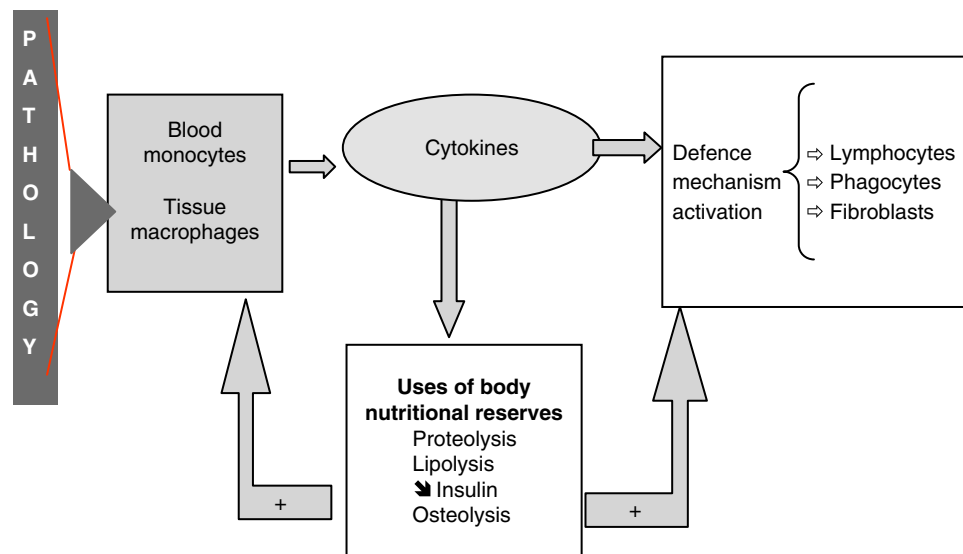 PATHOLOGY
Blood
monocytes
Tissue
macrophages
Cytokines
Defence
mechanism
activation
⇨ Lymphocytes
⇨ Phagocytes
⇨ Fibroblasts
Uses of body
nutritional reserves
Proteolysis
Lipolysis
➘ Insulin
Osteolysis
+
+